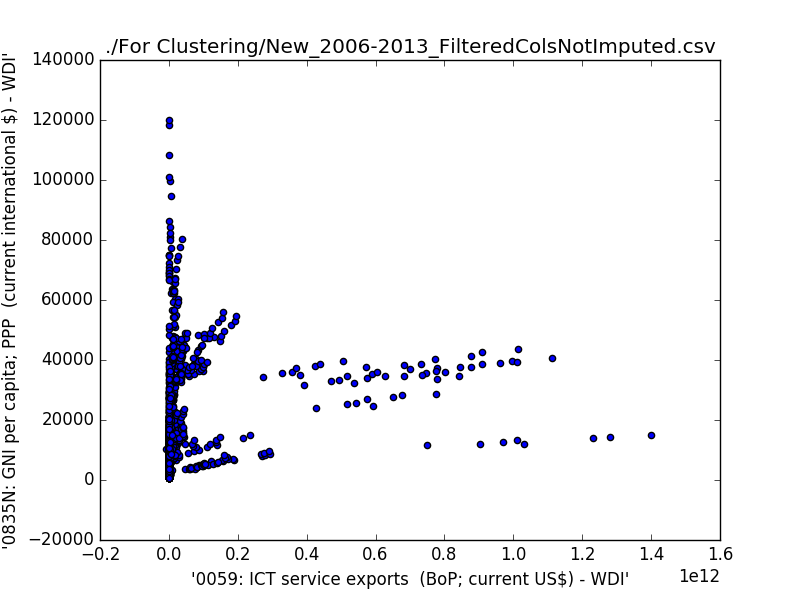 ./For Clustering/New_2006-2013_FilteredColsNotImputed.csv
'0835N: GNI per capita; PPP  (current international $) - WDI'
140000
120000
100000
80000
60000
40000
20000
0
−20000
−0.2 0.0 0.2 0.4 0.6 0.8 1.0 1.2 1.4 1.6
1e12
'0059: ICT service exports  (BoP; current US$) - WDI'